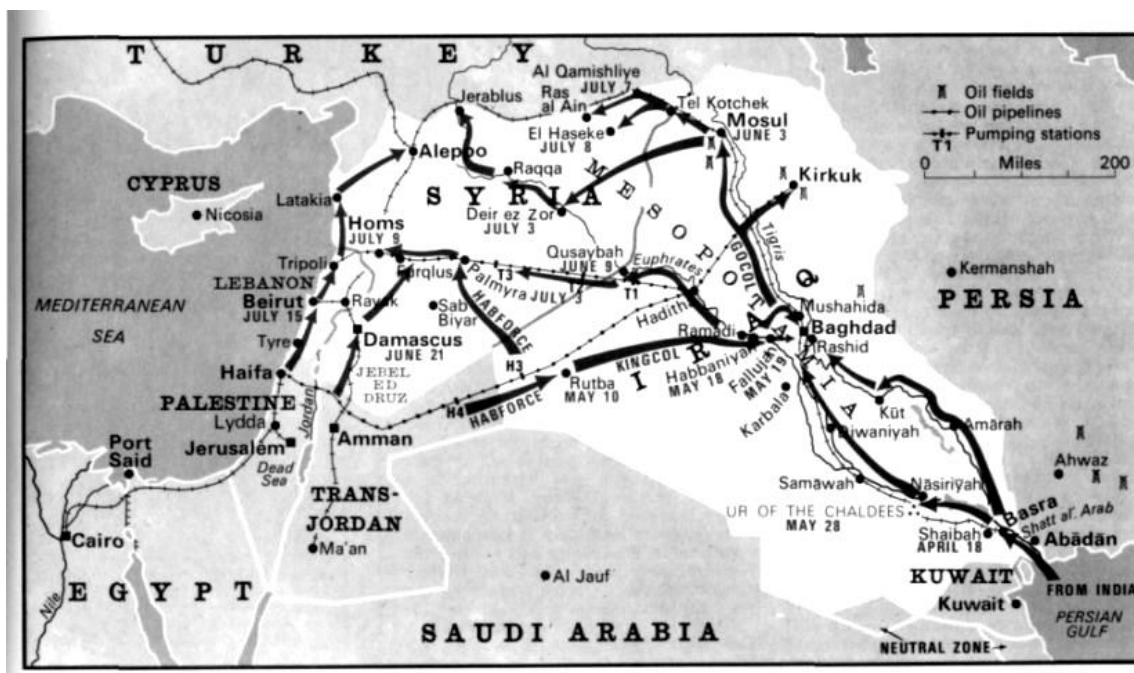 TURKEY
Al Qamishliye
JULY 7
Ras
al Ain
Tel Kotchek
El Haseke
JULY 8
Mosul
JUNE 3
Jerablus
Oil fields
Oil pipelines
Pumping stations
T1
0 Miles 200
Aleppo
Raqqa
MESOPOTAMIA
Kirkuk
CYPRUS
Nicosia
Latakia
SYRIA
Deir ez Zor
JULY 3
Homs
JULY 9
Qusaybah
JUNE 9
Euphrates
GOCOL
Tigris
Kermanshah
PERSIA
Tripoli
Furqlus
Palmyra JULY 3
T3
T1
LEBANON
Beirut
JULY 15
Rayak
Sab
Biyar
HABFORCE
Hadith
Mushahida
MEDITERRANEAN
SEA
Tyre
Damascus
JUNE 21
JEBEL
ED
DRUZ
H3
Ramadi
Baghdad
Rashid
KINGCOL
IRAQ
Habbaniyah
MAY 18
Fallujah
MAY 19
Haifa
PALESTINE
Lydda
Jordan
H4
HABFORCE
Rutba
MAY 10
Karbala
Kūt
Amārah
Diwaniyah
Jerusalem
Dead
Sea
Amman
Port
Said
Ahwaz
Samāwah
Nāsirīyah
TRANS-
JORDAN
UR OF THE CHALDEES
MAY 28
Basra
Shatt al'. Arab
Shaibah
APRIL 18
Abādān
Cairo
Ma'an
EGYPT
Nile
Al Jauf
KUWAIT
Kuwait
FROM INDIA
PERSIAN
GULF
SAUDI ARABIA
NEUTRAL ZONE